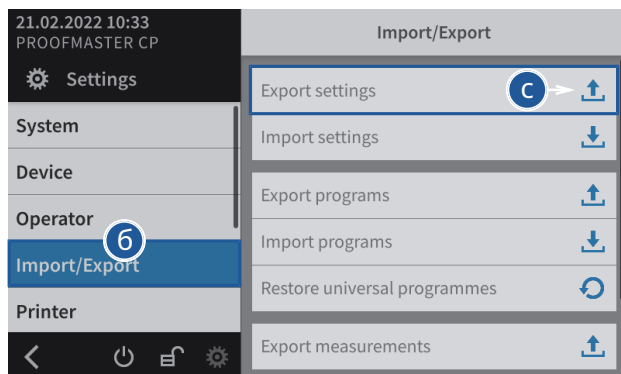 21.02.2022 10:33
PROOFMASTER CP
Settings
System
Device
Operator
б
Import/Export
Printer
Import/Export
Export settings
с
Import settings
Export programs
Import programs
Restore universal programmes
Export measurements